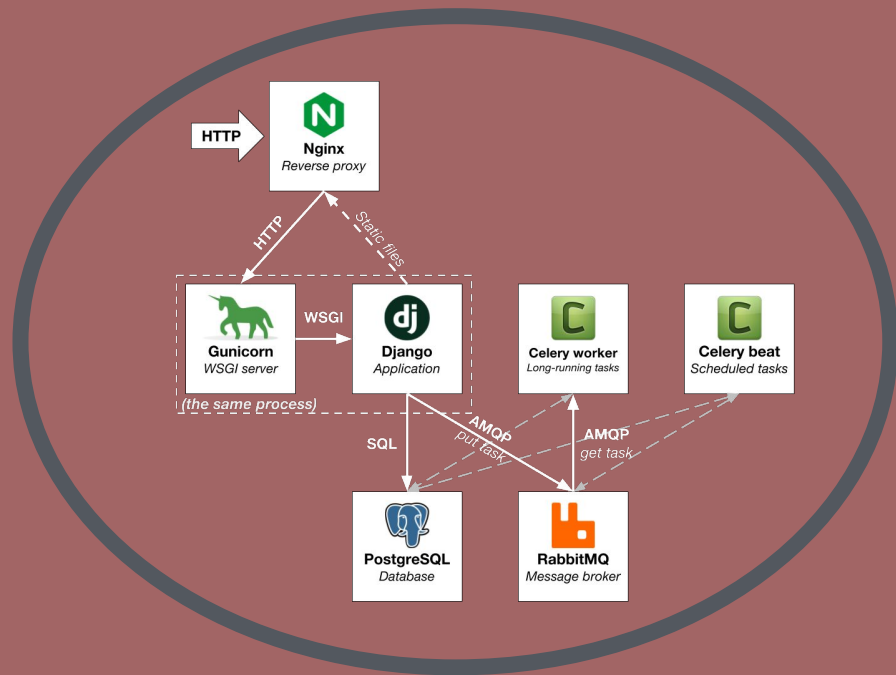 HTTP
Nginx
Reverse proxy
HTTP
Static files
Gunicorn
WSGI server
WSGI
dj
Django
Application
C
Celery worker
Long-running tasks
C
Celery beat
Scheduled tasks
(the same process)
SQL
AMQP
put task
AMQP
get task
PostgreSQL
Database
RabbitMQ
Message broker